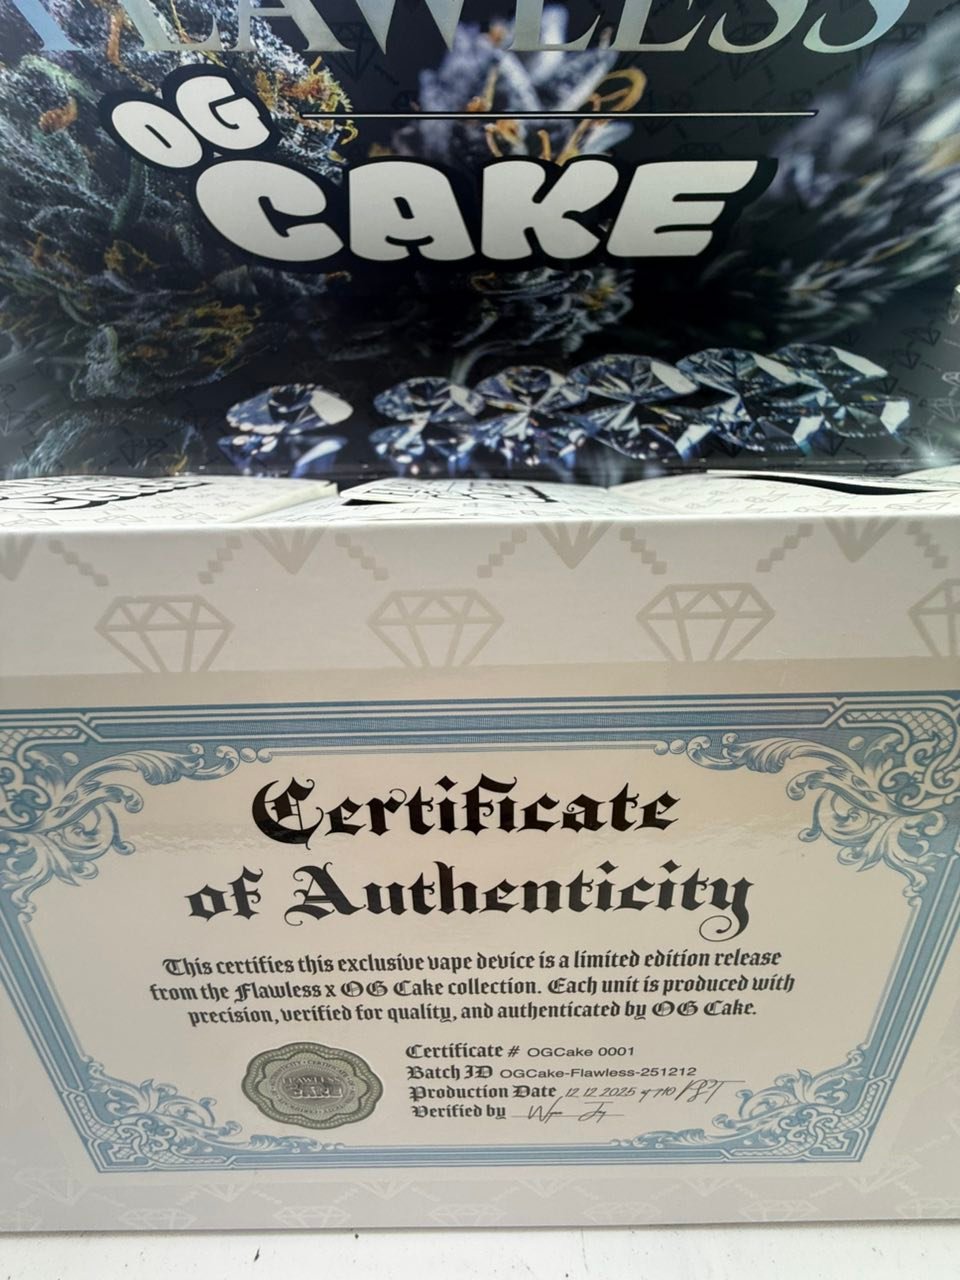 FLAWLESS
OG
CAKE
Certificate
of Authenticity
This certifies this exclusive vape device is a limited edition release
from the Flawless x OG Cake collection. Each unit is produced with
precision, verified for quality, and authenticated by OG Cake.
Certificate # OGCake 0001
Batch ID OGCake-Flawless-251212
Production Date 12.12.2025 PST
Verified by